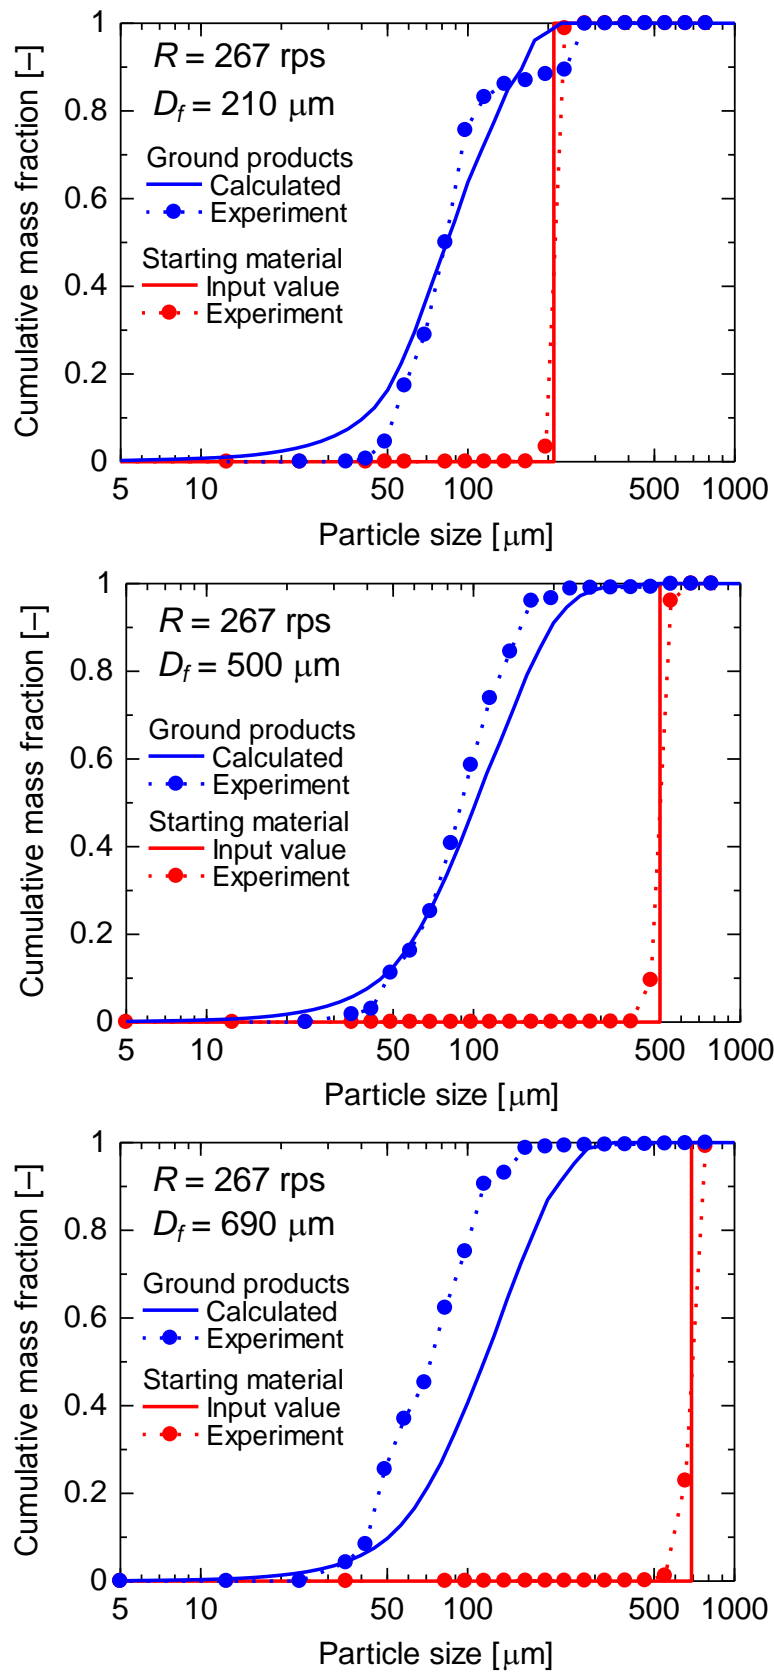 R = 267 rps
D_f = 210 μm
Ground products
Calculated
Experiment
Starting material
Input value
Experiment
Cumulative mass fraction [–]
1
0.8
0.6
0.4
0.2
0
5 10 50 100 500 1000
Particle size [μm]
R = 267 rps
D_f = 500 μm
Ground products
Calculated
Experiment
Starting material
Input value
Experiment
Cumulative mass fraction [–]
1
0.8
0.6
0.4
0.2
0
5 10 50 100 500 1000
Particle size [μm]
R = 267 rps
D_f = 690 μm
Ground products
Calculated
Experiment
Starting material
Input value
Experiment
Cumulative mass fraction [–]
1
0.8
0.6
0.4
0.2
0
5 10 50 100 500 1000
Particle size [μm]